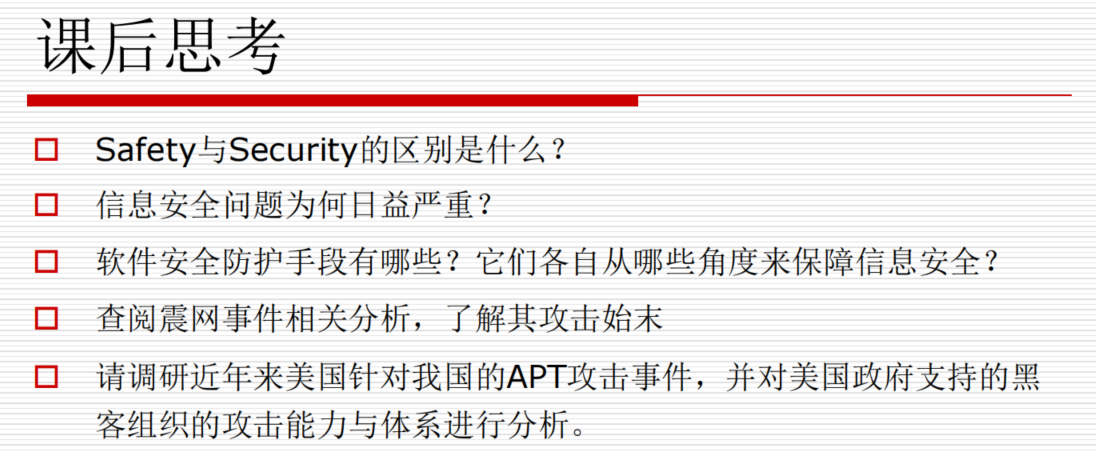 课后思考
Safety与Security的区别是什么？
信息安全问题为何日益严重？
软件安全防护手段有哪些？它们各自从哪些角度来保障信息安全？
查阅震网事件相关分析，了解其攻击始末
请调研近年来美国针对我国的APT攻击事件，并对美国政府支持的黑
客组织的攻击能力与体系进行分析。